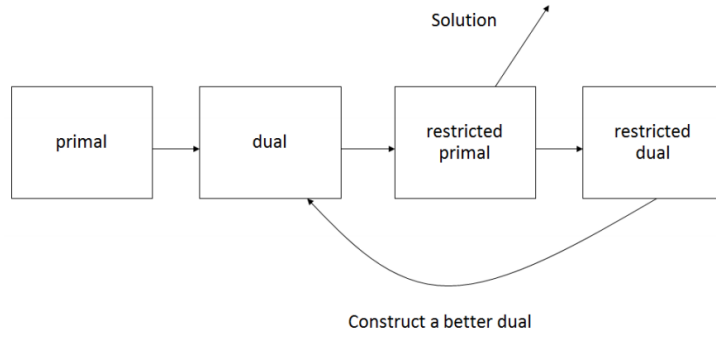 Solution
primal
dual
restricted
primal
restricted
dual
Construct a better dual